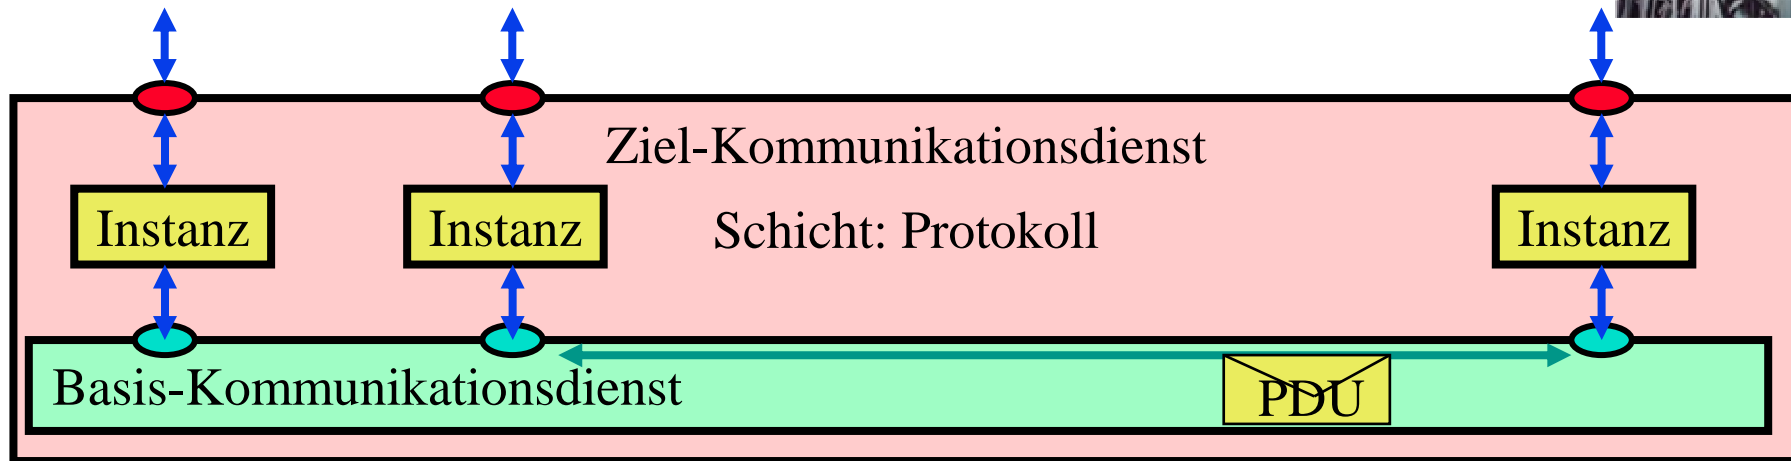 Ziel-Kommunikationsdienst
Instanz
Instanz
Schicht: Protokoll
Instanz
Basis-Kommunikationsdienst
PDU